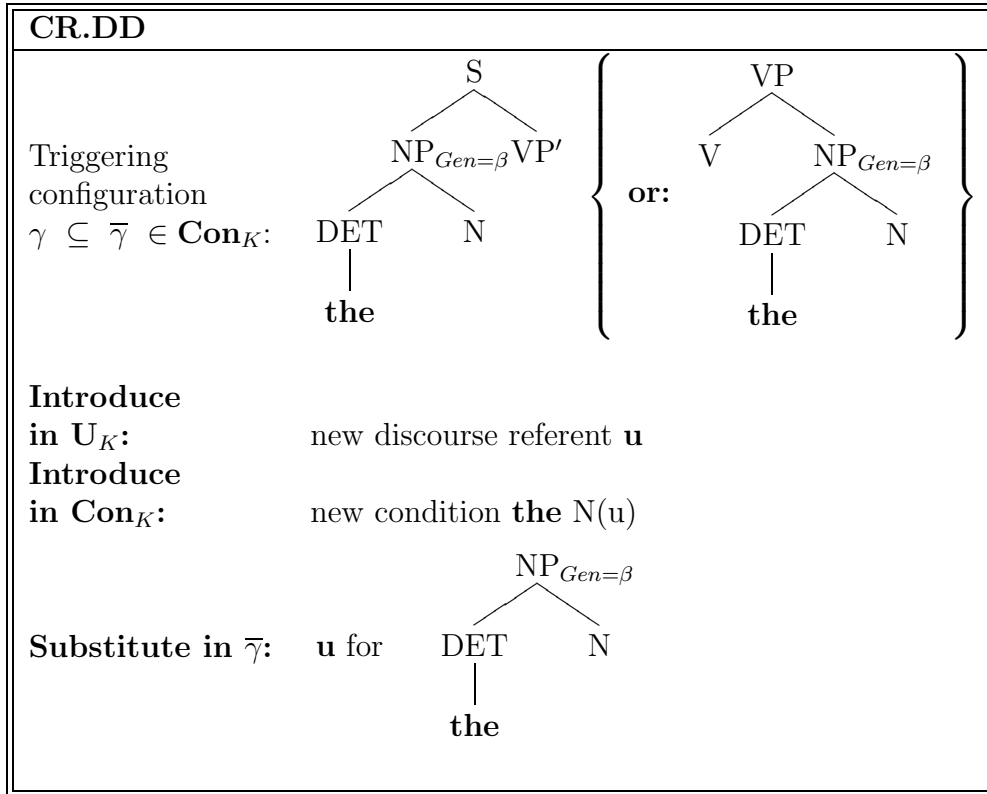 CR.DD
S
NP_{Gen=β} VP′
DET N
the
or:
VP
V NP_{Gen=β}
DET N
the
Triggering
configuration
γ ⊆ γ̅ ∈ Con_K:
Introduce
in U_K: new discourse referent u
Introduce
in Con_K: new condition the N(u)
NP_{Gen=β}
Substitute in γ̅: u for DET N
the